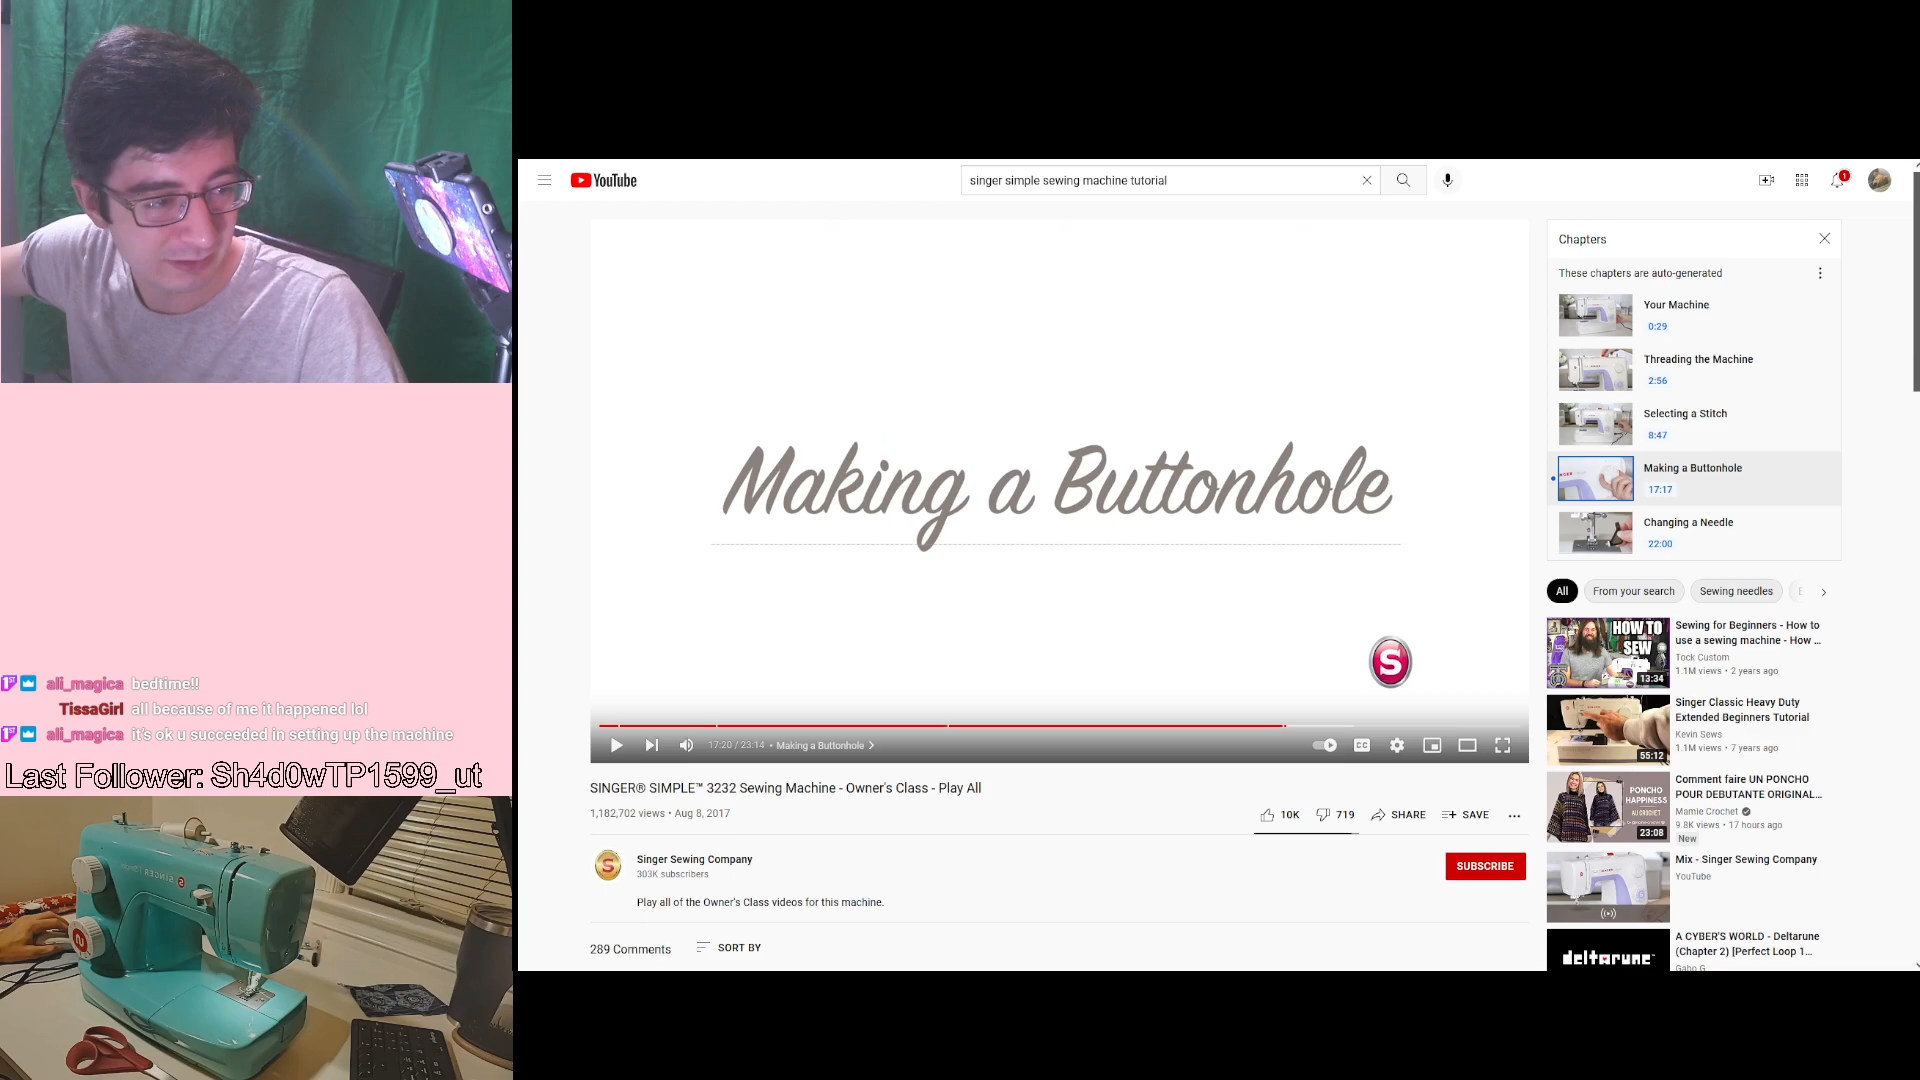 YouTube
singer simple sewing machine tutorial
1
Making a Buttonhole
S
17:20 / 23:14 • Making a Buttonhole
CC
SINGER® SIMPLE™ 3232 Sewing Machine - Owner's Class - Play All
1,182,702 views • Aug 8, 2017
10K
719
SHARE
SAVE
S
Singer Sewing Company
303K subscribers
SUBSCRIBE
Play all of the Owner's Class videos for this machine.
289 Comments
SORT BY
Chapters
These chapters are auto-generated
Your Machine
0:29
Threading the Machine
2:56
Selecting a Stitch
8:47
Making a Buttonhole
17:17
Changing a Needle
22:00
All
From your search
Sewing needles
HOW TO
SEW
13:34
Sewing for Beginners - How to
use a sewing machine - How ...
Tock Custom
1.1M views • 2 years ago
55:12
Singer Classic Heavy Duty
Extended Beginners Tutorial
Kevin Sews
1.1M views • 7 years ago
PONCHO
HAPPINESS
AU CROCHET
23:08
Comment faire UN PONCHO
POUR DEBUTANTE ORIGINAL...
Mamie Crochet
9.8K views • 17 hours ago
New
Mix - Singer Sewing Company
YouTube
deltarune
A CYBER'S WORLD - Deltarune
(Chapter 2) [Perfect Loop 1...
Gabo G
ali_magica bedtime!!
TissaGirl all because of me it happened lol
ali_magica it's ok u succeeded in setting up the machine
Last Follower: Sh4d0wTP1599_ut
SINGER